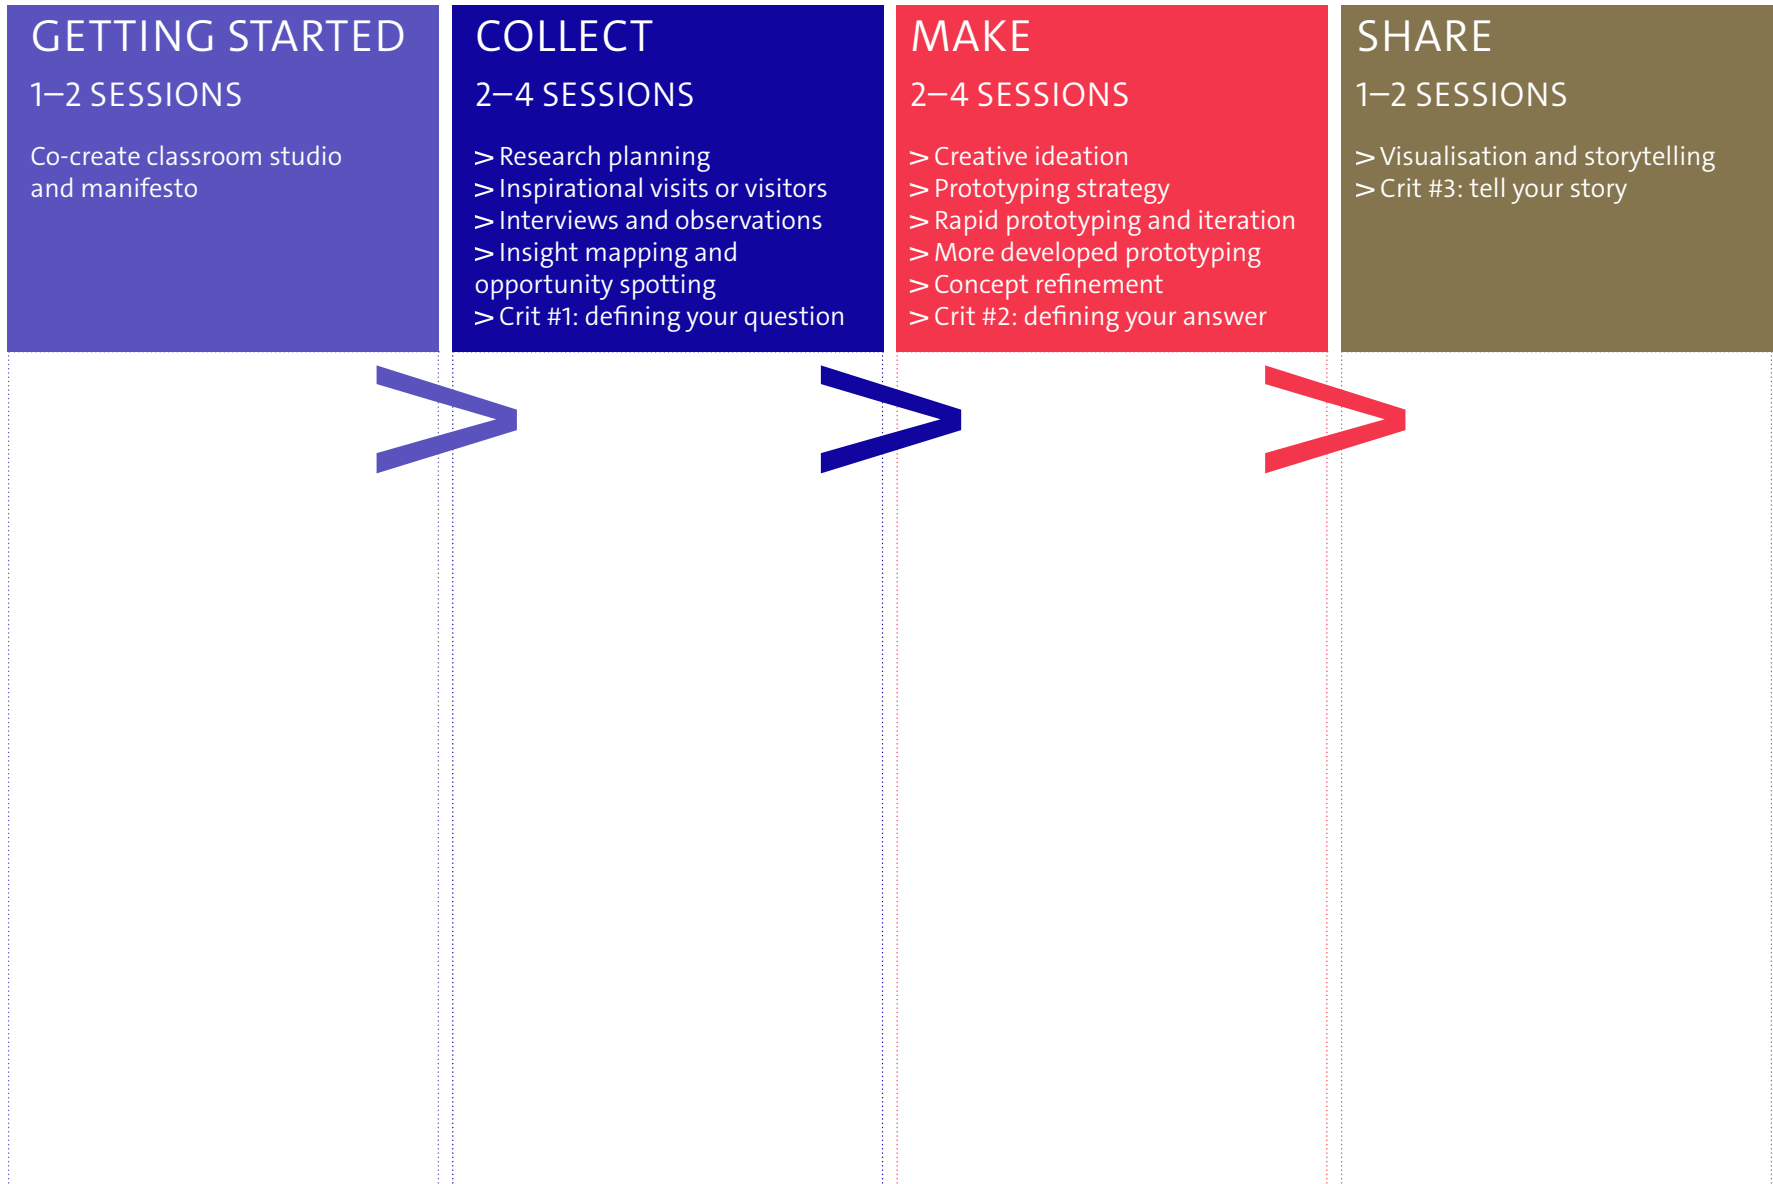 GETTING STARTED
1–2 SESSIONS
Co-create classroom studio
and manifesto
COLLECT
2–4 SESSIONS
> Research planning
> Inspirational visits or visitors
> Interviews and observations
> Insight mapping and
opportunity spotting
> Crit #1: defining your question
MAKE
2–4 SESSIONS
> Creative ideation
> Prototyping strategy
> Rapid prototyping and iteration
> More developed prototyping
> Concept refinement
> Crit #2: defining your answer
SHARE
1–2 SESSIONS
> Visualisation and storytelling
> Crit #3: tell your story